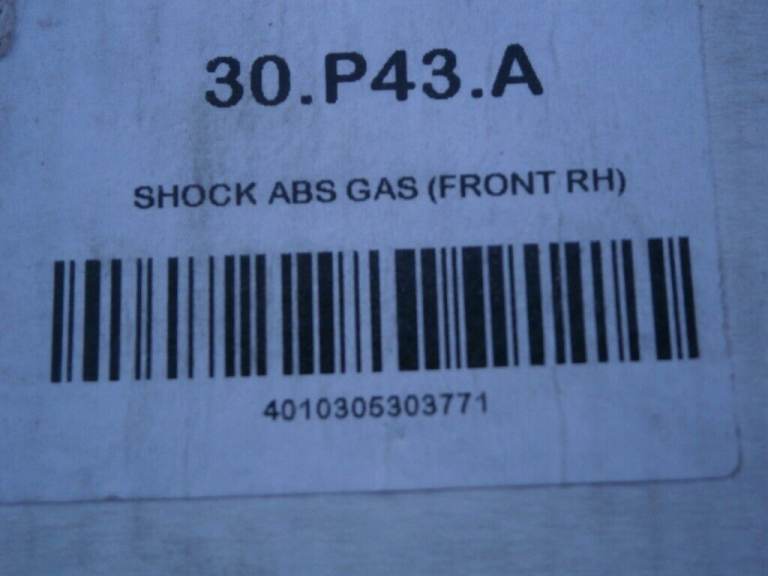 30.P43.A
SHOCK ABS GAS (FRONT RH)
4010305303771